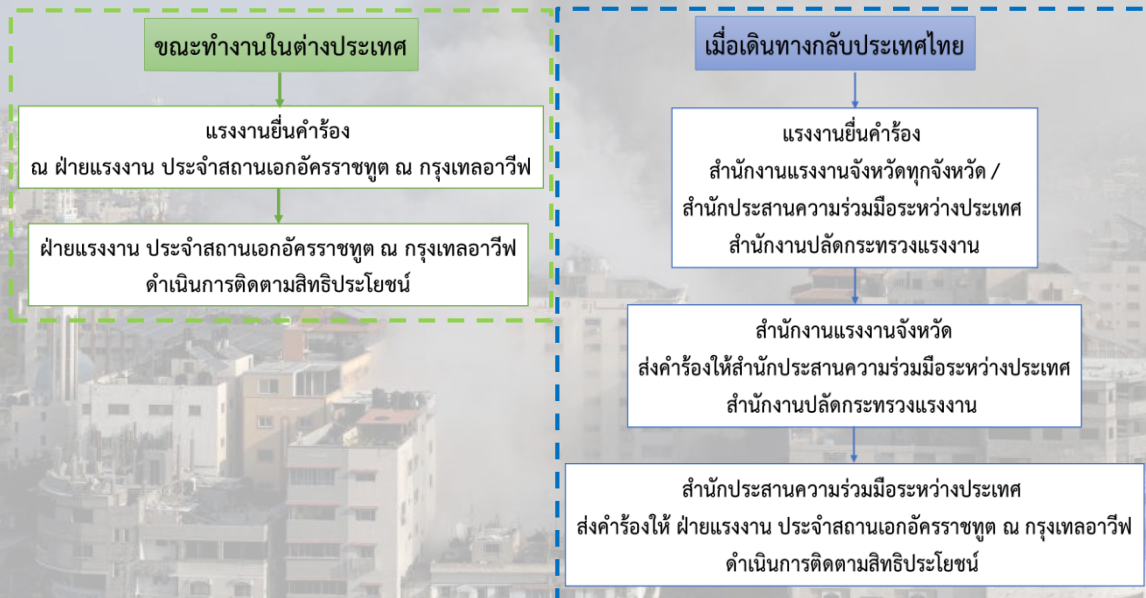 ขณะทำงานในต่างประเทศ
แรงงานยื่นคำร้อง
ณ ฝ่ายแรงงาน ประจำสถานเอกอัครราชทูต ณ กรุงเทลอาวีฟ
ฝ่ายแรงงาน ประจำสถานเอกอัครราชทูต ณ กรุงเทลอาวีฟ
ดำเนินการติดตามสิทธิประโยชน์
เมื่อเดินทางกลับประเทศไทย
แรงงานยื่นคำร้อง
สำนักงานแรงงานจังหวัดทุกจังหวัด /
สำนักประสานความร่วมมือระหว่างประเทศ
สำนักงานปลัดกระทรวงแรงงาน
สำนักงานแรงงานจังหวัด
ส่งคำร้องให้สำนักประสานความร่วมมือระหว่างประเทศ
สำนักงานปลัดกระทรวงแรงงาน
สำนักประสานความร่วมมือระหว่างประเทศ
ส่งคำร้องให้ ฝ่ายแรงงาน ประจำสถานเอกอัครราชทูต ณ กรุงเทลอาวีฟ
ดำเนินการติดตามสิทธิประโยชน์